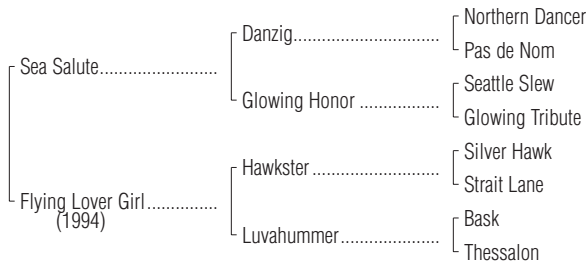 Northern Dancer
Danzig........................................
Pas de Nom
Sea Salute................................
Seattle Slew
Glowing Honor ......................
Glowing Tribute
Silver Hawk
Hawkster ...................................
Strait Lane
Flying Lover Girl...................
(1994)
Bask
Luvahummer...........................
Thessalon